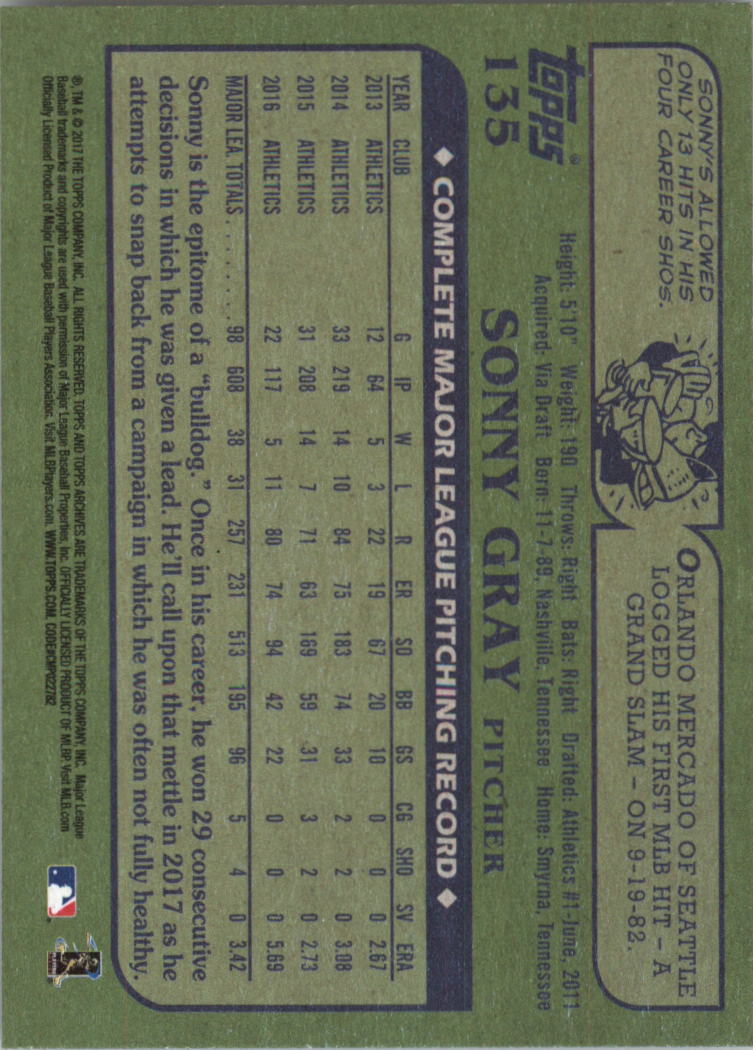 SONNY'S ALLOWED
ONLY 13 HITS IN HIS
FOUR CAREER SHOS.
ORLANDO MERCADO OF SEATTLE
LOGGED HIS FIRST MLB HIT – A
GRAND SLAM – ON 9-19-82.
topps®
135
Height: 5'10" Weight: 190 Throws: Right Bats: Right Drafted: Athletics #1-June, 2011
Acquired: Via Draft Born: 11-7-89, Nashville, Tennessee Home: Smyrna, Tennessee
SONNY GRAY PITCHER
◆ COMPLETE MAJOR LEAGUE PITCHING RECORD ◆
YEAR CLUB G IP W L R ER SO BB GS CG SHO SV ERA
2013 ATHLETICS 12 64 5 3 22 19 67 20 10 0 0 0 2.67
2014 ATHLETICS 33 219 14 10 84 75 183 74 33 2 2 0 3.08
2015 ATHLETICS 31 208 14 7 71 63 169 59 31 3 2 0 2.73
2016 ATHLETICS 22 117 5 11 80 74 94 42 22 0 0 0 5.69
MAJOR LEA. TOTALS . . . . . . . . 98 608 38 31 257 231 513 195 96 5 4 0 3.42
Sonny is the epitome of a “bulldog.” Once in his career, he won 29 consecutive
decisions in which he was given a lead. He'll call upon that mettle in 2017 as he
attempts to snap back from a campaign in which he was often not fully healthy.
®, TM & © 2017 THE TOPPS COMPANY, INC. ALL RIGHTS RESERVED. TOPPS AND TOPPS ARCHIVES ARE TRADEMARKS OF THE TOPPS COMPANY, INC. Major League
Baseball trademarks and copyrights are used with permission of Major League Baseball Properties, Inc. OFFICIALLY LICENSED PRODUCT OF MLBP. Visit MLB.com
Officially Licensed Product of Major League Baseball Players Association. Visit MLBPlayers.com. WWW.TOPPS.COM. CODE#CMP022782